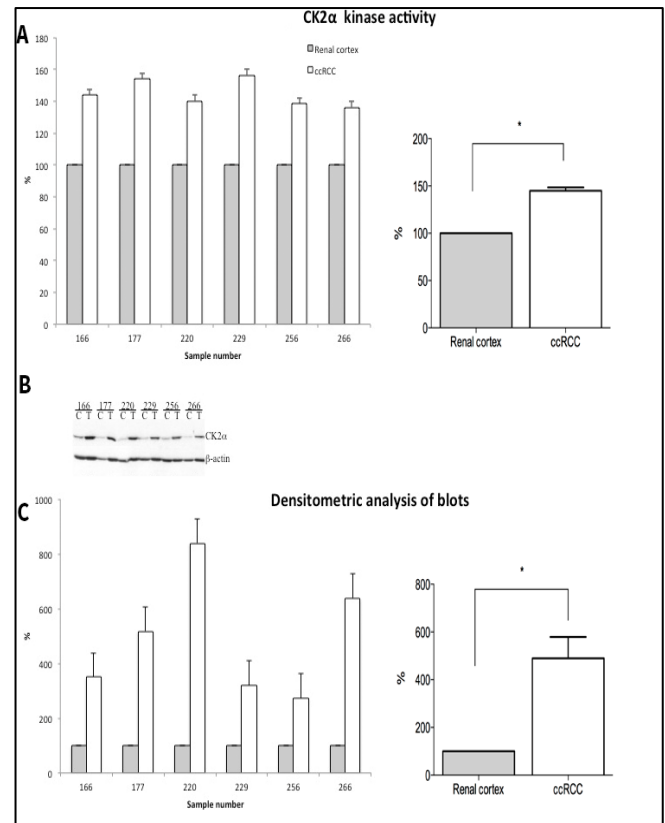 CK2α kinase activity
A
180
160
140
120
100
80
60
40
20
0
%
Renal cortex
ccRCC
166 177 220 229 256 266
Sample number
*
200
150
100
50
0
%
Renal cortex ccRCC
B
166 177 220 229 256 266
C T C T C T C T C T C T
CK2α
β-actin
C
Densitometric analysis of blots
1000
800
600
400
200
0
%
166 177 220 229 256 266
Sample number
*
800
600
400
200
0
%
Renal cortex ccRCC